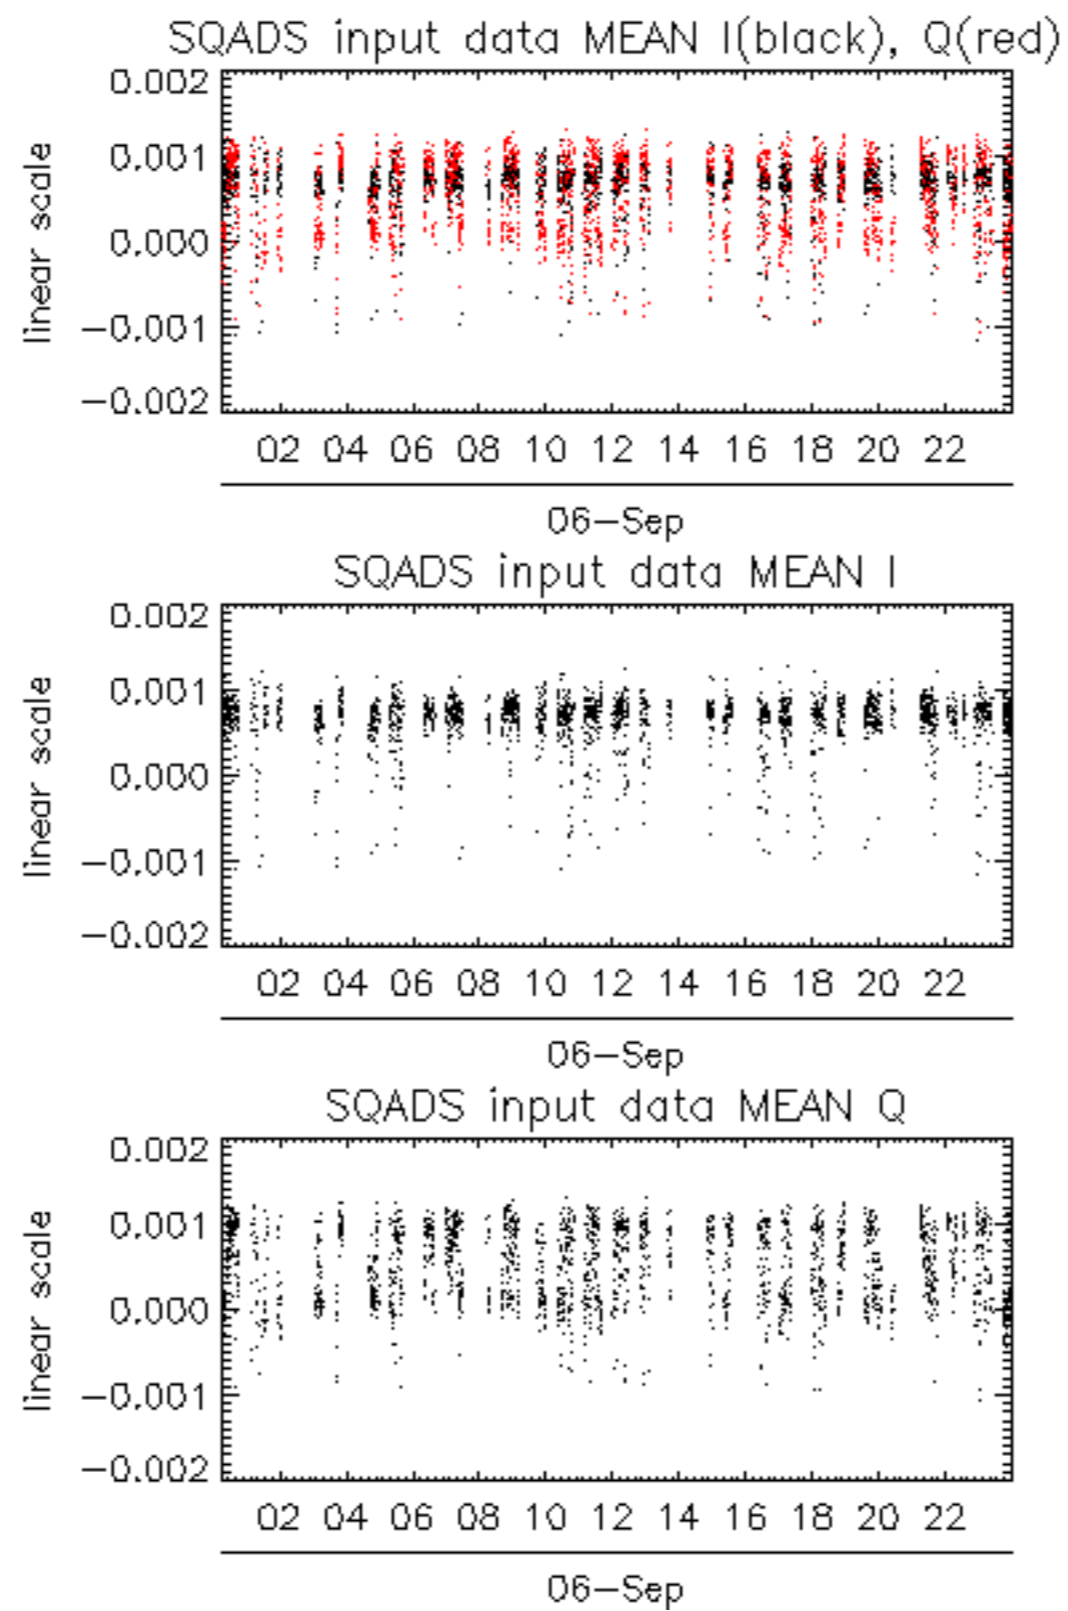 SQADS input data MEAN I(black), Q(red)
0.002
0.001
0.000
−0.001
−0.002
linear scale
02 04 06 08 10 12 14 16 18 20 22
06−Sep
SQADS input data MEAN I
0.002
0.001
0.000
−0.001
−0.002
linear scale
02 04 06 08 10 12 14 16 18 20 22
06−Sep
SQADS input data MEAN Q
0.002
0.001
0.000
−0.001
−0.002
linear scale
02 04 06 08 10 12 14 16 18 20 22
06−Sep